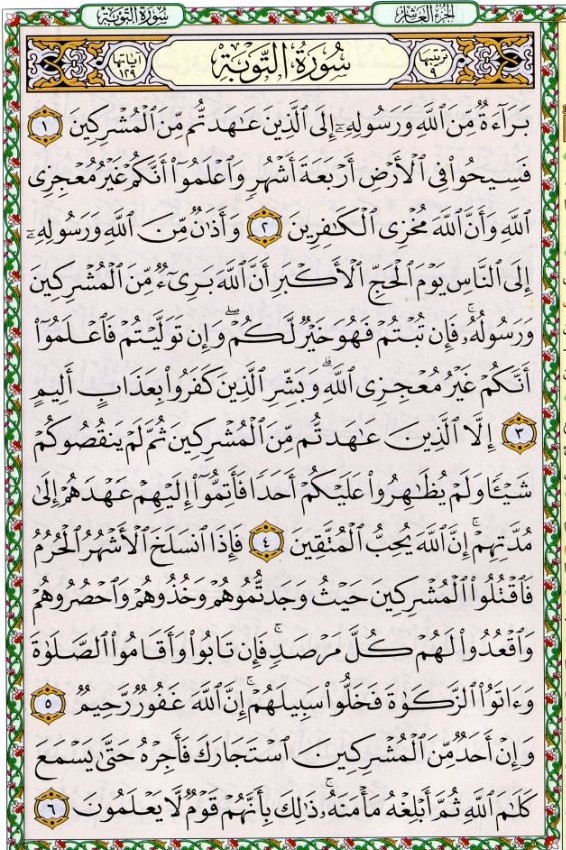 سُورَةُ التَّوْبَةِ
الجزء العاشر
ترتيبها ٩
سُورَةُ التَّوْبَةِ
آياتها ١٢٩
بَرَآءَةٌ مِّنَ ٱللَّهِ وَرَسُولِهِۦٓ إِلَى ٱلَّذِينَ عَٰهَدتُّم مِّنَ ٱلْمُشْرِكِينَ ١
فَسِيحُوا۟ فِى ٱلْأَرْضِ أَرْبَعَةَ أَشْهُرٍ وَٱعْلَمُوٓا۟ أَنَّكُمْ غَيْرُ مُعْجِزِى
ٱللَّهِ وَأَنَّ ٱللَّهَ مُخْزِى ٱلْكَٰفِرِينَ ٢ وَأَذَٰنٌ مِّنَ ٱللَّهِ وَرَسُولِهِۦٓ
إِلَى ٱلنَّاسِ يَوْمَ ٱلْحَجِّ ٱلْأَكْبَرِ أَنَّ ٱللَّهَ بَرِىٓءٌ مِّنَ ٱلْمُشْرِكِينَ
وَرَسُولُهُۥ ۚ فَإِن تُبْتُمْ فَهُوَ خَيْرٌ لَّكُمْ ۖ وَإِن تَوَلَّيْتُمْ فَٱعْلَمُوٓا۟
أَنَّكُمْ غَيْرُ مُعْجِزِى ٱللَّهِ ۗ وَبَشِّرِ ٱلَّذِينَ كَفَرُوا۟ بِعَذَابٍ أَلِيمٍ
٣ إِلَّا ٱلَّذِينَ عَٰهَدتُّم مِّنَ ٱلْمُشْرِكِينَ ثُمَّ لَمْ يَنقُصُوكُمْ
شَيْـًٔا وَلَمْ يُظَٰهِرُوا۟ عَلَيْكُمْ أَحَدًا فَأَتِمُّوٓا۟ إِلَيْهِمْ عَهْدَهُمْ إِلَىٰ
مُدَّتِهِمْ ۚ إِنَّ ٱللَّهَ يُحِبُّ ٱلْمُتَّقِينَ ٤ فَإِذَا ٱنسَلَخَ ٱلْأَشْهُرُ ٱلْحُرُمُ
فَٱقْتُلُوا۟ ٱلْمُشْرِكِينَ حَيْثُ وَجَدتُّمُوهُمْ وَخُذُوهُمْ وَٱحْصُرُوهُمْ
وَٱقْعُدُوا۟ لَهُمْ كُلَّ مَرْصَدٍ ۚ فَإِن تَابُوا۟ وَأَقَامُوا۟ ٱلصَّلَوٰةَ
وَءَاتَوُا۟ ٱلزَّكَوٰةَ فَخَلُّوا۟ سَبِيلَهُمْ ۚ إِنَّ ٱللَّهَ غَفُورٌ رَّحِيمٌ ٥
وَإِنْ أَحَدٌ مِّنَ ٱلْمُشْرِكِينَ ٱسْتَجَارَكَ فَأَجِرْهُ حَتَّىٰ يَسْمَعَ
كَلَٰمَ ٱللَّهِ ثُمَّ أَبْلِغْهُ مَأْمَنَهُۥ ۚ ذَٰلِكَ بِأَنَّهُمْ قَوْمٌ لَّا يَعْلَمُونَ ٦